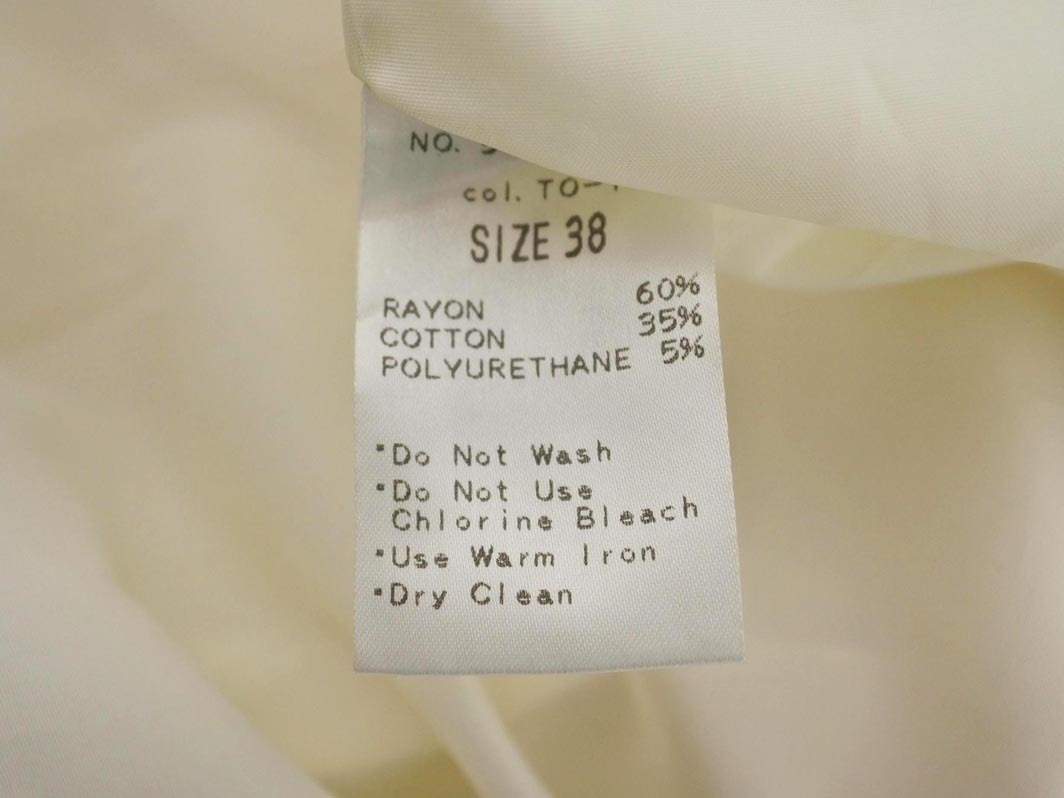 NO.
col. TO-
SIZE 38
RAYON 60%
COTTON 35%
POLYURETHANE 5%
・Do Not Wash
・Do Not Use
Chlorine Bleach
・Use Warm Iron
・Dry Clean